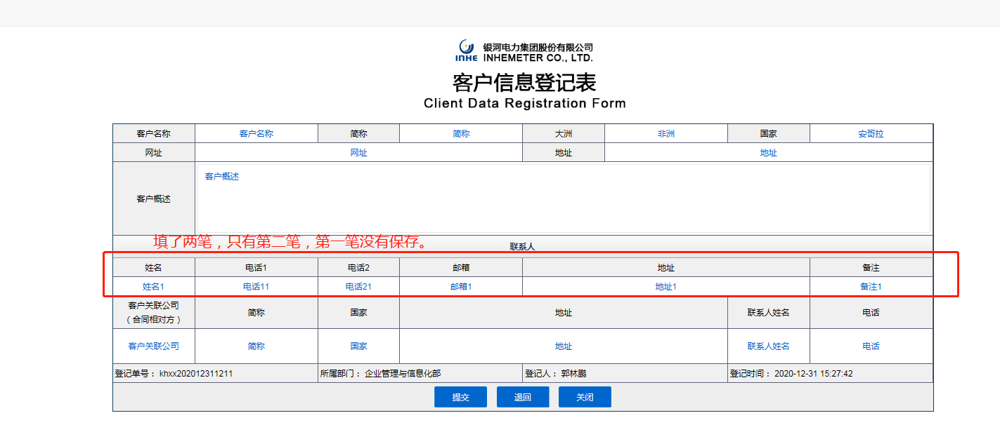 银河电力集团股份有限公司
INHE INHEMETER CO., LTD.
客户信息登记表
Client Data Registration Form
客户名称 客户名称 简称 简称 大洲 非洲 国家 安哥拉
网址 网址 地址 地址
客户概述 客户概述
填了两笔，只有第二笔，第一笔没有保存。
联系人
姓名 电话1 电话2 邮箱 地址 备注
姓名1 电话11 电话21 邮箱1 地址1 备注1
客户关联公司
（合同相对方） 简称 国家 地址 联系人姓名 电话
客户关联公司 简称 国家 地址 联系人姓名 电话
登记单号： khxx202012311211 所属部门： 企业管理与信息化部 登记人： 郭林鹏 登记时间： 2020-12-31 15:27:42
提交 退回 关闭